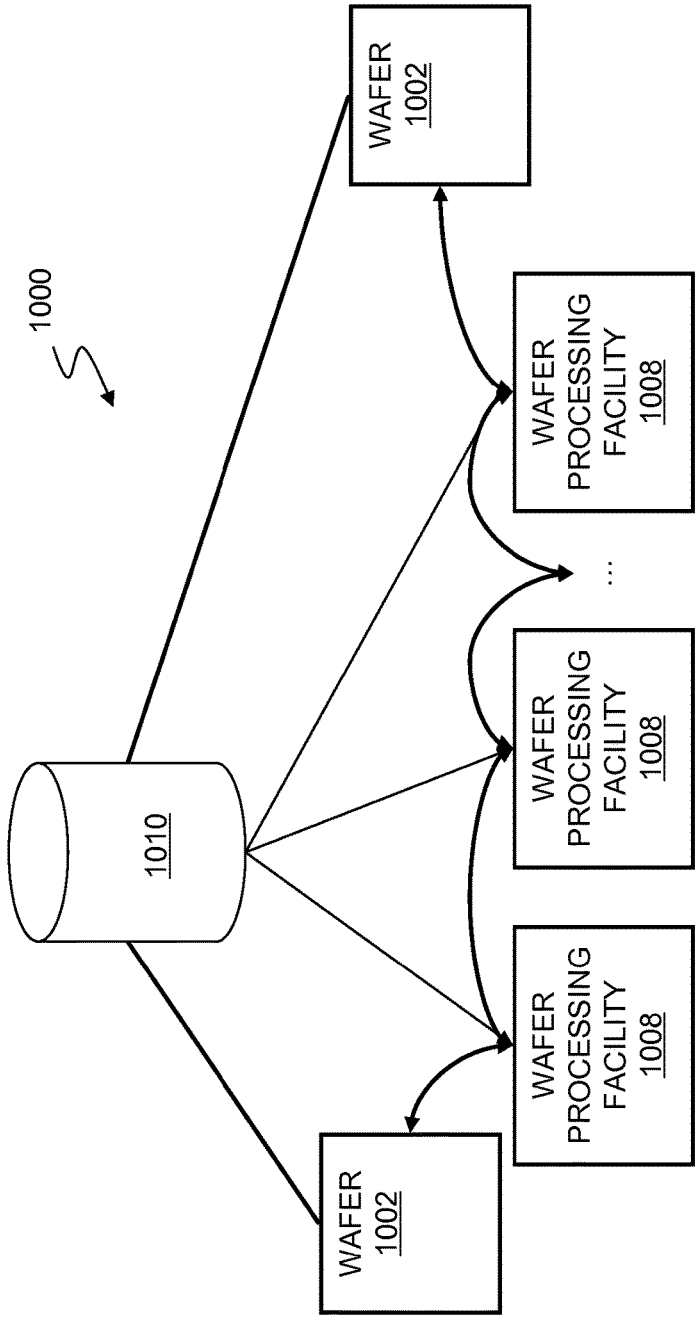 1000
1010
WAFER
1002
WAFER
1002
WAFER
PROCESSING
FACILITY
1008
WAFER
PROCESSING
FACILITY
1008
...
WAFER
PROCESSING
FACILITY
1008